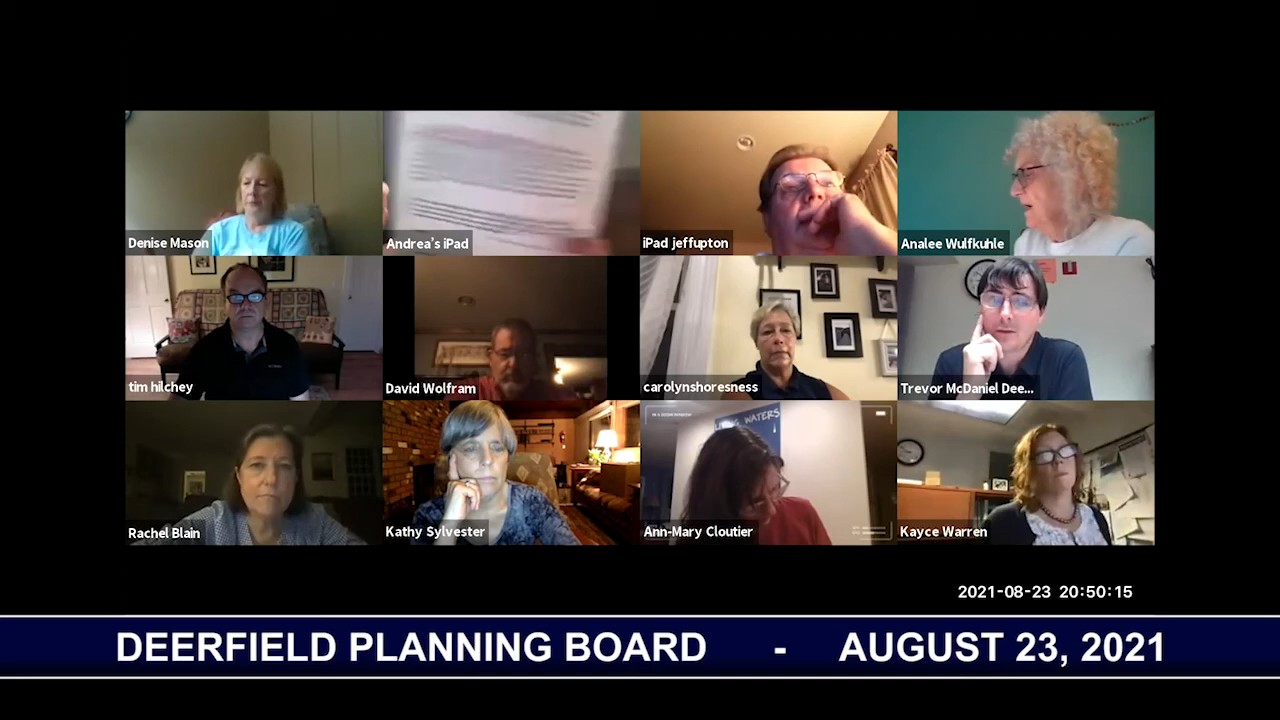 Denise Mason
Andrea's iPad
iPad jeffupton
Analee Wulfkuhle
tim hilchey
David Wolfram
carolynshoresness
Trevor McDaniel Dee...
WATERS
Rachel Blain
Kathy Sylvester
Ann-Mary Cloutier
Kayce Warren
2021-08-23 20:50:15
DEERFIELD PLANNING BOARD - AUGUST 23, 2021